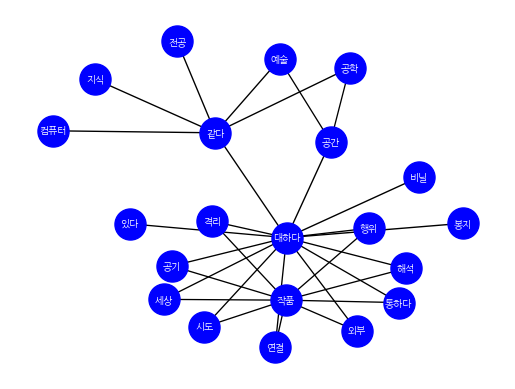 전공
예술
공학
지식
컴퓨터
같다
공간
비닐
있다
격리
행위
봉지
대하다
공기
해석
세상
작품
통하다
시도
외부
연결